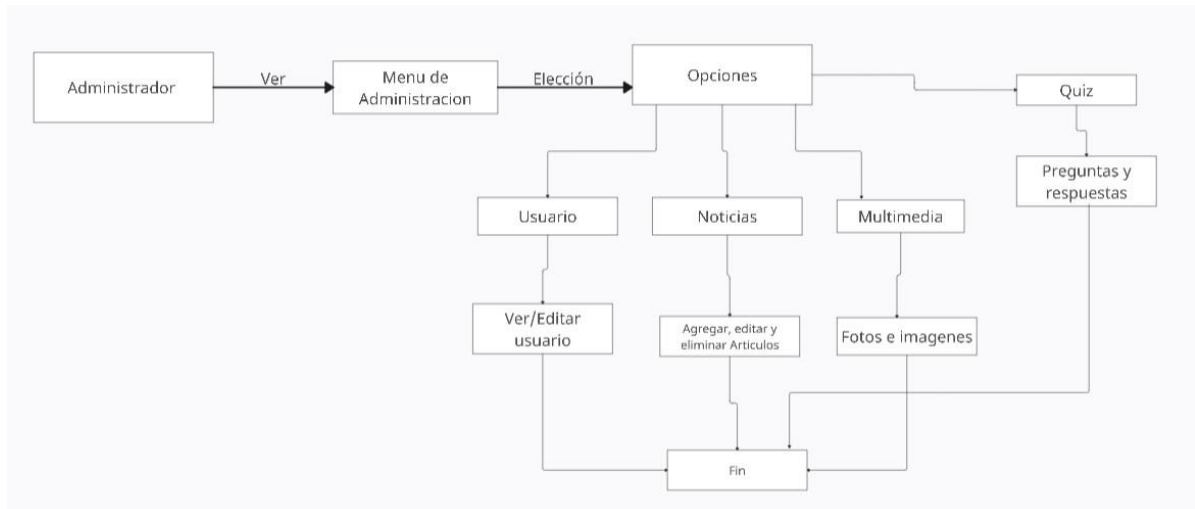 Administrador
Ver
Menu de
Administracion
Elección
Opciones
Quiz
Preguntas y
respuestas
Usuario
Noticias
Multimedia
Ver/Editar
usuario
Agregar, editar y
eliminar Articulos
Fotos e imagenes
Fin